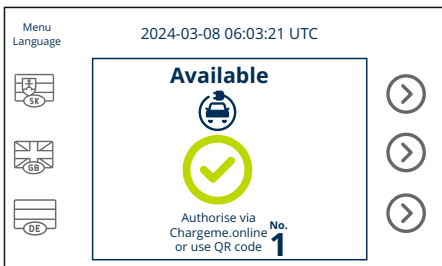 Menu
Language
2024-03-08 06:03:21 UTC
Available
SK
GB
DE
Authorise via
Chargeme.online
or use QR code
No.
1